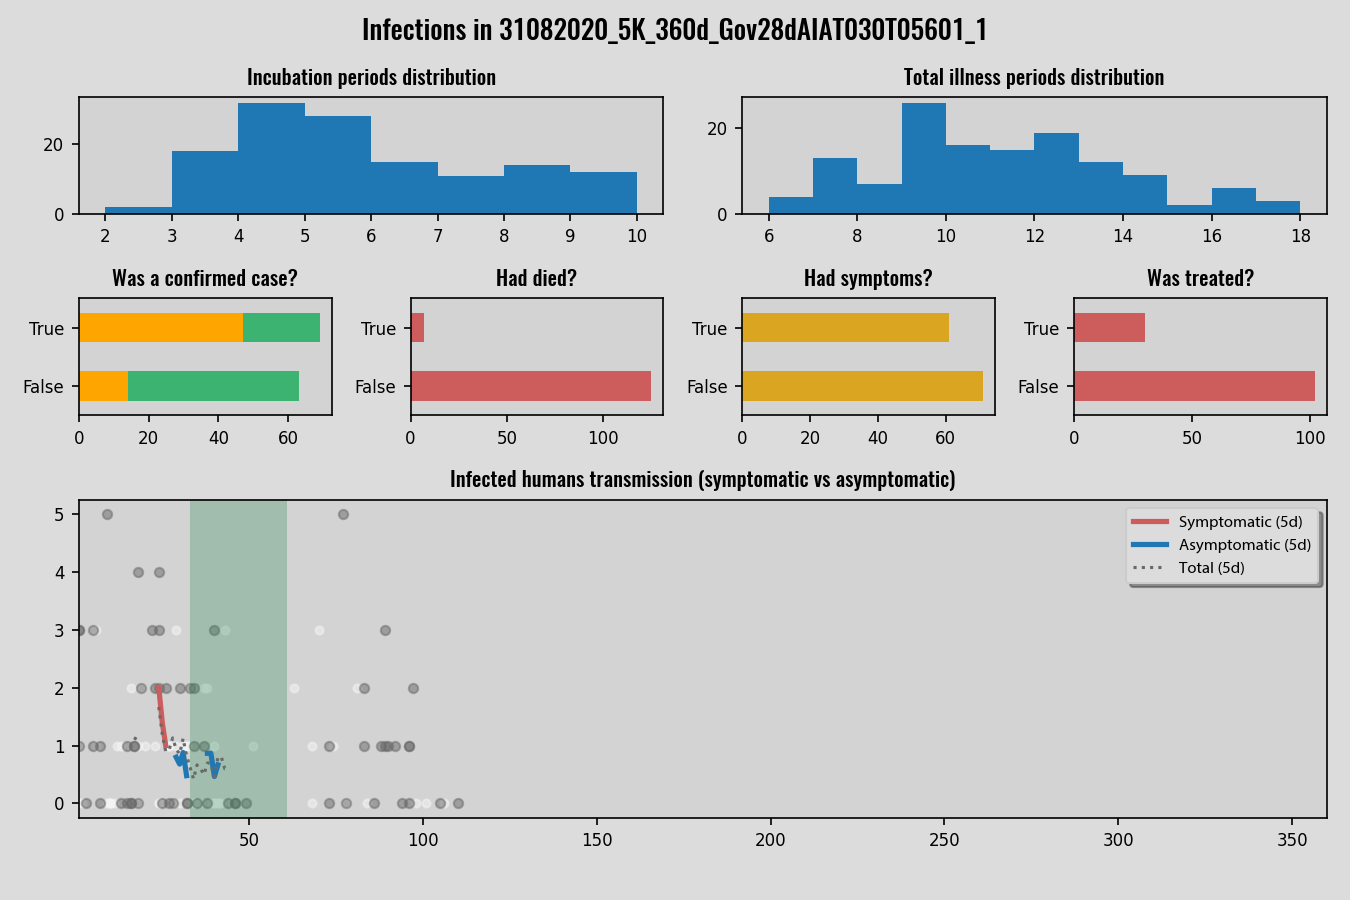 Infections in 31082020_5K_360d_Gov28dAIAT030T05601_1
Incubation periods distribution
Total illness periods distribution
20
0
2 3 4 5 6 7 8 9 10
20
0
6 8 10 12 14 16 18
Was a confirmed case?
Had died?
Had symptoms?
Was treated?
True
False
0 20 40 60
True
False
0 50 100
True
False
0 20 40 60
True
False
0 50 100
Infected humans transmission (symptomatic vs asymptomatic)
5
4
3
2
1
0
50 100 150 200 250 300 350
Symptomatic (5d)
Asymptomatic (5d)
Total (5d)